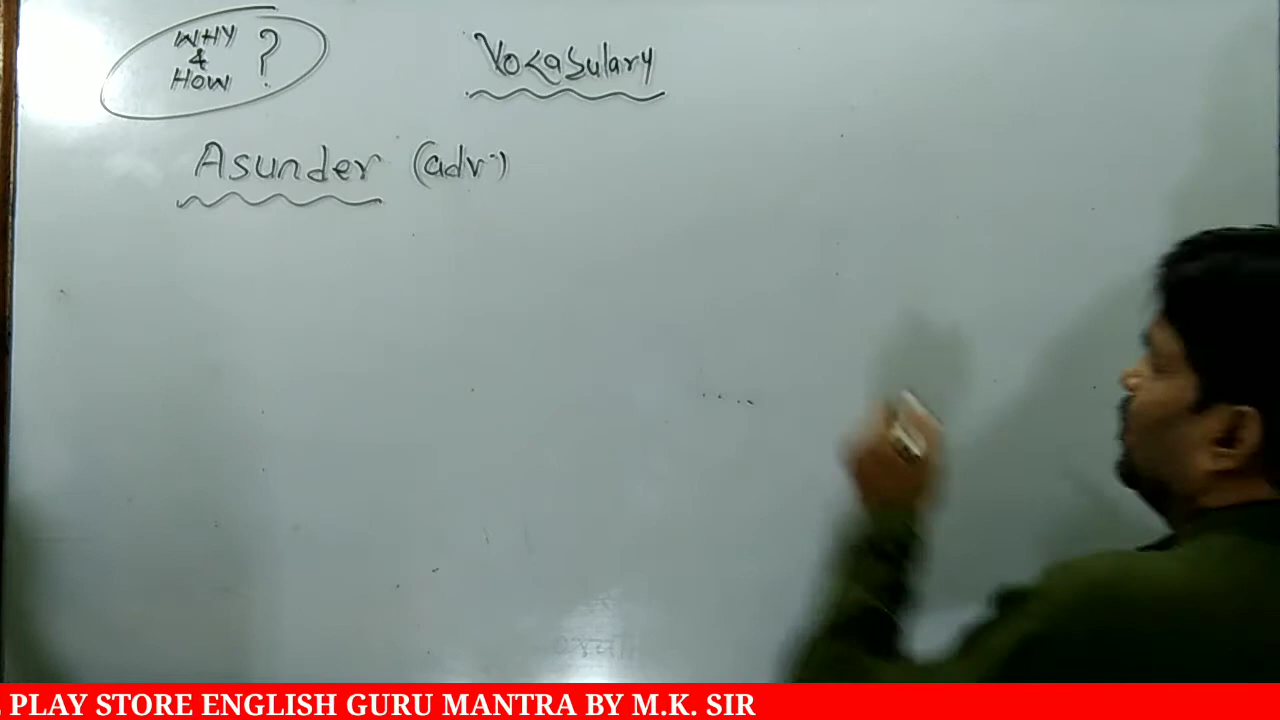 WHY
&
HOW ?
Vocabulary
Asunder (adv.)
PLAY STORE ENGLISH GURU MANTRA BY M.K. SIR